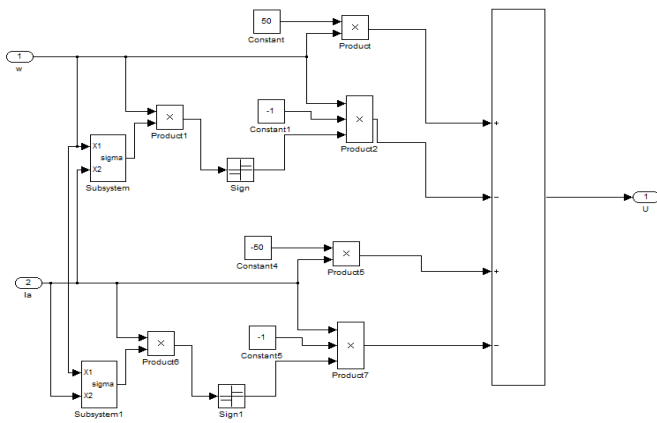 50
Constant
×
Product
1
w
×
Product1
-1
Constant1
×
Product2
X1
sigma
X2
Subsystem
Sign
+
−
1
U
-50
Constant4
×
Product5
+
2
Ia
×
Product6
-1
Constant5
×
Product7
−
X1
sigma
X2
Subsystem1
Sign1